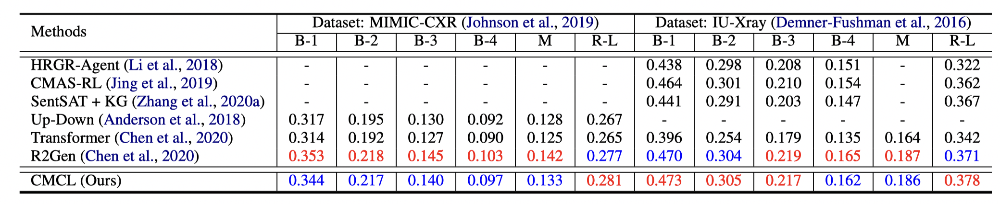 Methods Dataset: MIMIC-CXR (Johnson et al., 2019) Dataset: IU-Xray (Demner-Fushman et al., 2016)
B-1 B-2 B-3 B-4 M R-L B-1 B-2 B-3 B-4 M R-L
HRGR-Agent (Li et al., 2018) - - - - - - 0.438 0.298 0.208 0.151 - 0.322
CMAS-RL (Jing et al., 2019) - - - - - - 0.464 0.301 0.210 0.154 - 0.362
SentSAT + KG (Zhang et al., 2020a) - - - - - - 0.441 0.291 0.203 0.147 - 0.367
Up-Down (Anderson et al., 2018) 0.317 0.195 0.130 0.092 0.128 0.267 - - - - - -
Transformer (Chen et al., 2020) 0.314 0.192 0.127 0.090 0.125 0.265 0.396 0.254 0.179 0.135 0.164 0.342
R2Gen (Chen et al., 2020) 0.353 0.218 0.145 0.103 0.142 0.277 0.470 0.304 0.219 0.165 0.187 0.371
CMCL (Ours) 0.344 0.217 0.140 0.097 0.133 0.281 0.473 0.305 0.217 0.162 0.186 0.378